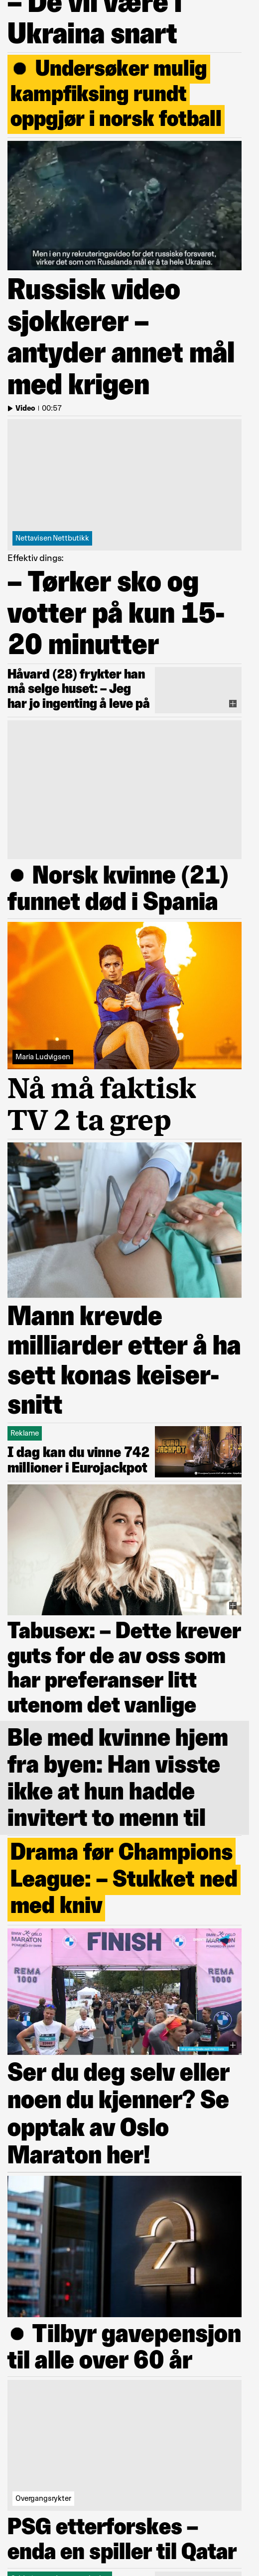 – De vil være i
Ukraina snart
● Undersøker mulig
kampfiksing rundt
oppgjør i norsk fotball
Men i en ny rekrutteringsvideo for det russiske forsvaret,
virker det som om Russlands mål er å ta hele Ukraina.
Russisk video
sjokkerer –
antyder annet mål
med krigen
Video | 00:57
Nettavisen Nettbutikk
Effektiv dings:
– Tørker sko og
votter på kun 15-
20 minutter
Håvard (28) frykter han
må selge huset: – Jeg
har jo ingenting å leve på
● Norsk kvinne (21)
funnet død i Spania
Maria Ludvigsen
Nå må faktisk
TV 2 ta grep
Mann krevde
milliarder etter å ha
sett konas keiser-
snitt
Reklame
I dag kan du vinne 742
millioner i Eurojackpot
EURO
JACKPOT
Tabusex: – Dette krever
guts for de av oss som
har preferanser litt
utenom det vanlige
Ble med kvinne hjem
fra byen: Han visste
ikke at hun hadde
invitert to menn til
Drama før Champions
League: – Stukket ned
med kniv
FINISH
MARATON
MARATON
REMA
1000
REMA
1000
Ser du deg selv eller
noen du kjenner? Se
opptak av Oslo
Maraton her!
2
● Tilbyr gavepensjon
til alle over 60 år
Overgangsrykter
PSG etterforskes –
enda en spiller til Qatar